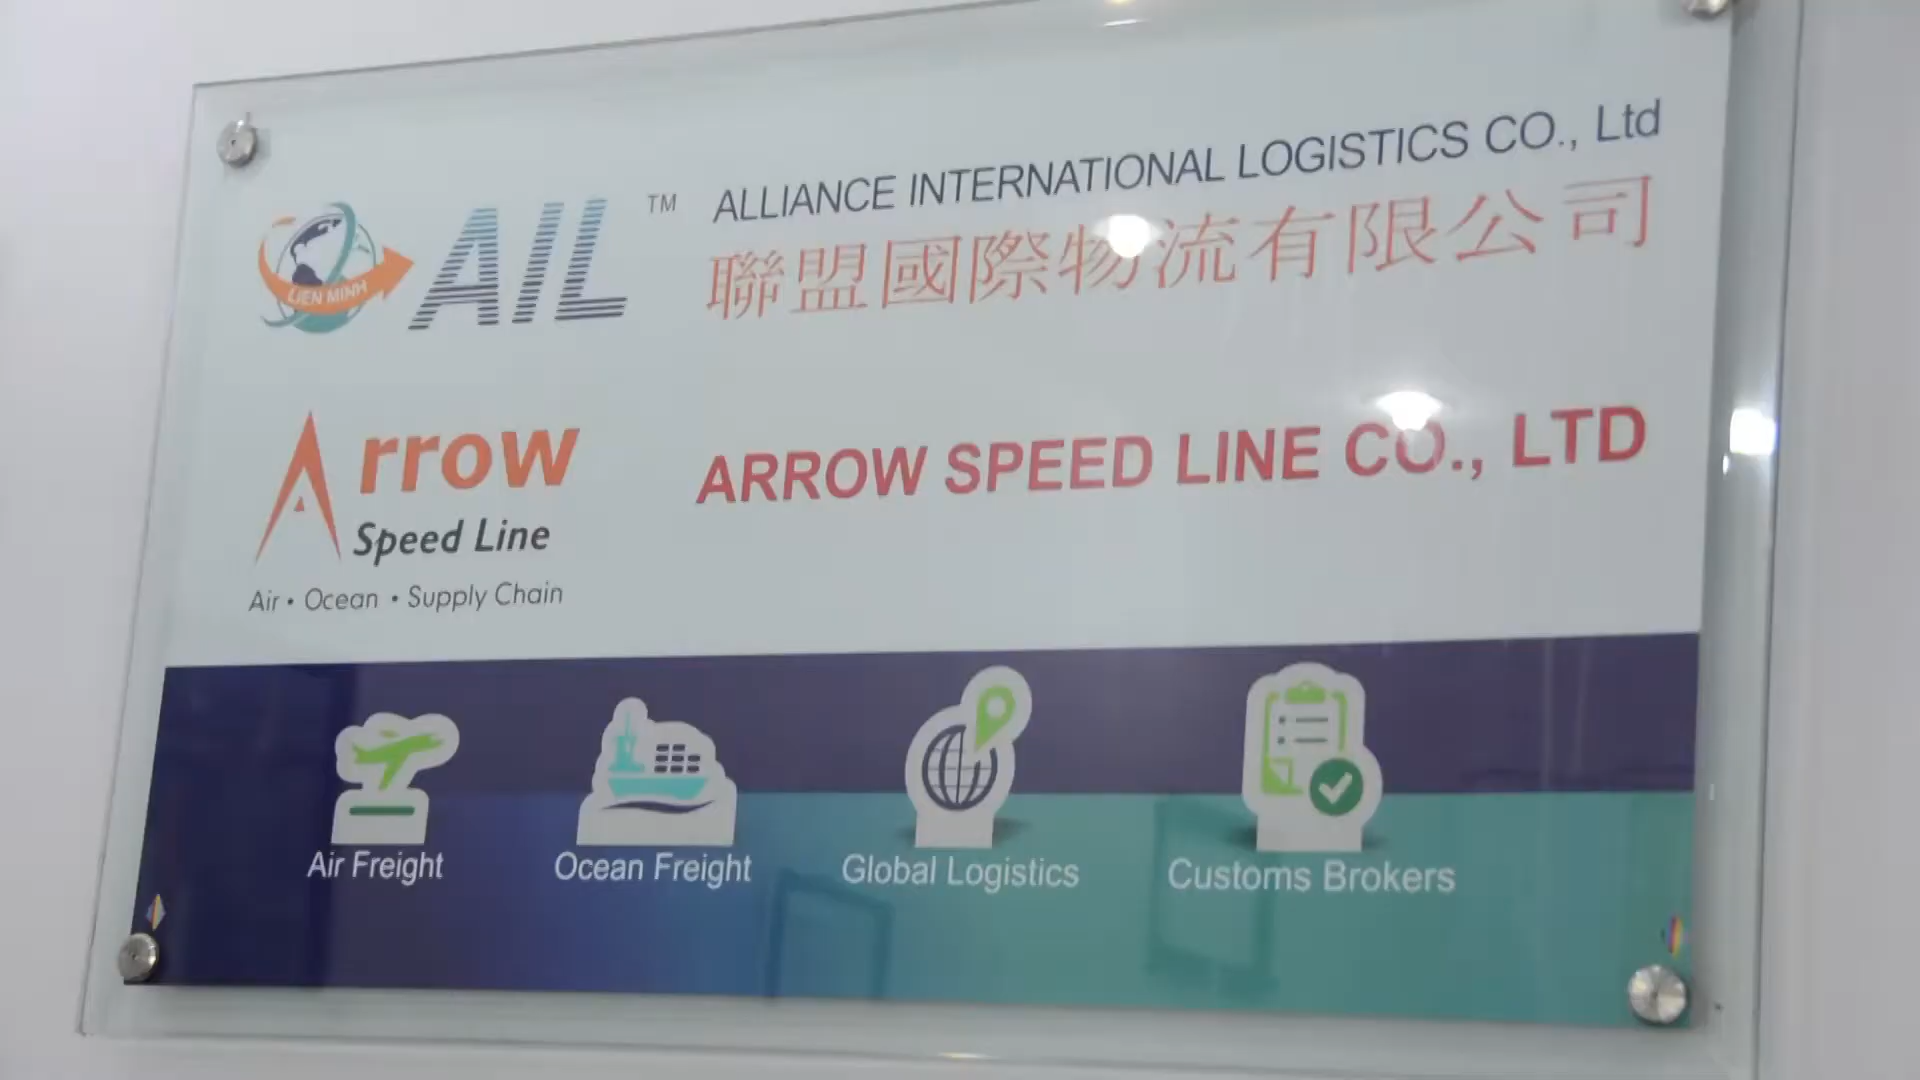 LIEN MINH
AIL ™
ALLIANCE INTERNATIONAL LOGISTICS CO., Ltd
聯盟國際物流有限公司
Arrow
Speed Line
Air • Ocean • Supply Chain
ARROW SPEED LINE CO., LTD
Air Freight
Ocean Freight
Global Logistics
Customs Brokers